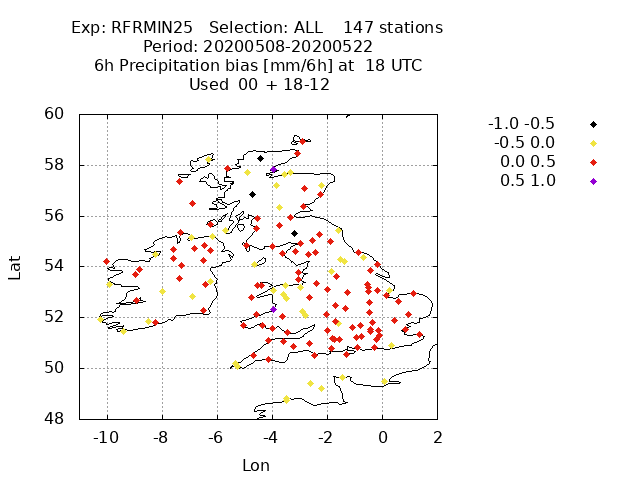 Exp: RFRMIN25   Selection: ALL    147 stations
Period: 20200508-20200522
6h Precipitation bias [mm/6h] at  18 UTC
Used  00 + 18-12
-1.0 -0.5
-0.5 0.0
0.0 0.5
0.5 1.0
60
58
56
54
52
50
48
Lat
-10 -8 -6 -4 -2 0 2
Lon